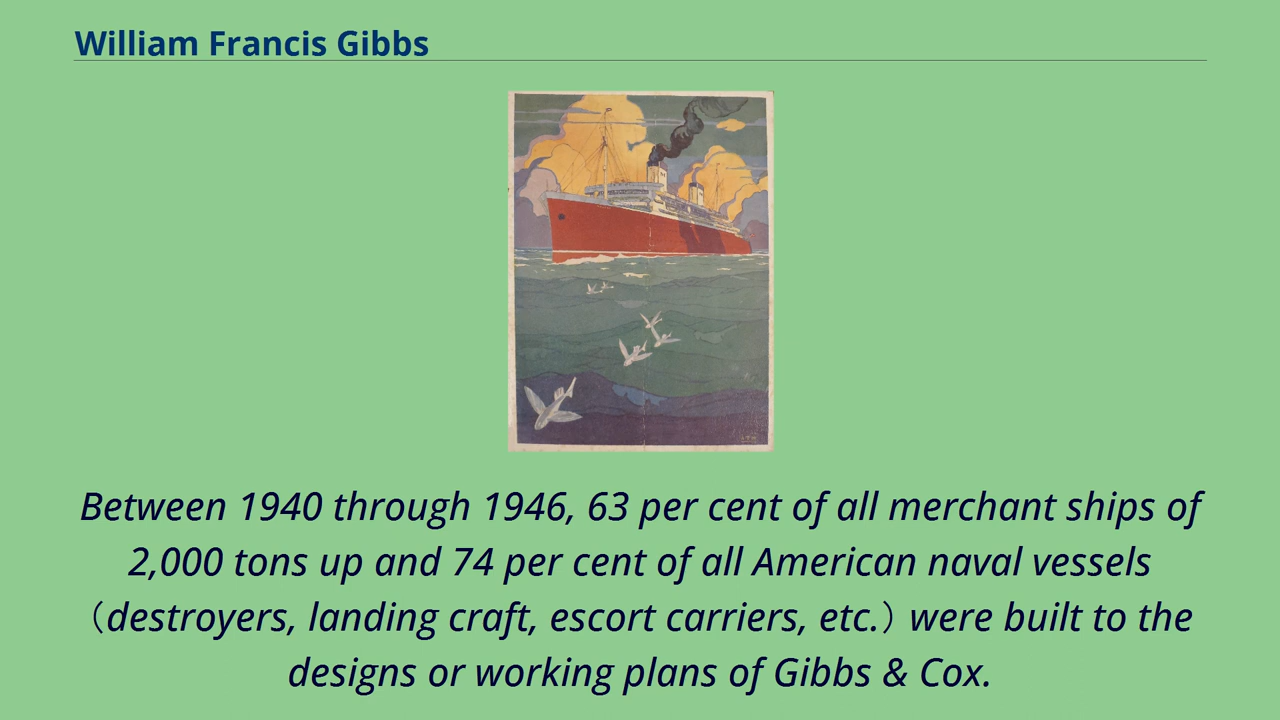 William Francis Gibbs
Between 1940 through 1946, 63 per cent of all merchant ships of
2,000 tons up and 74 per cent of all American naval vessels
（destroyers, landing craft, escort carriers, etc.）were built to the
designs or working plans of Gibbs & Cox.